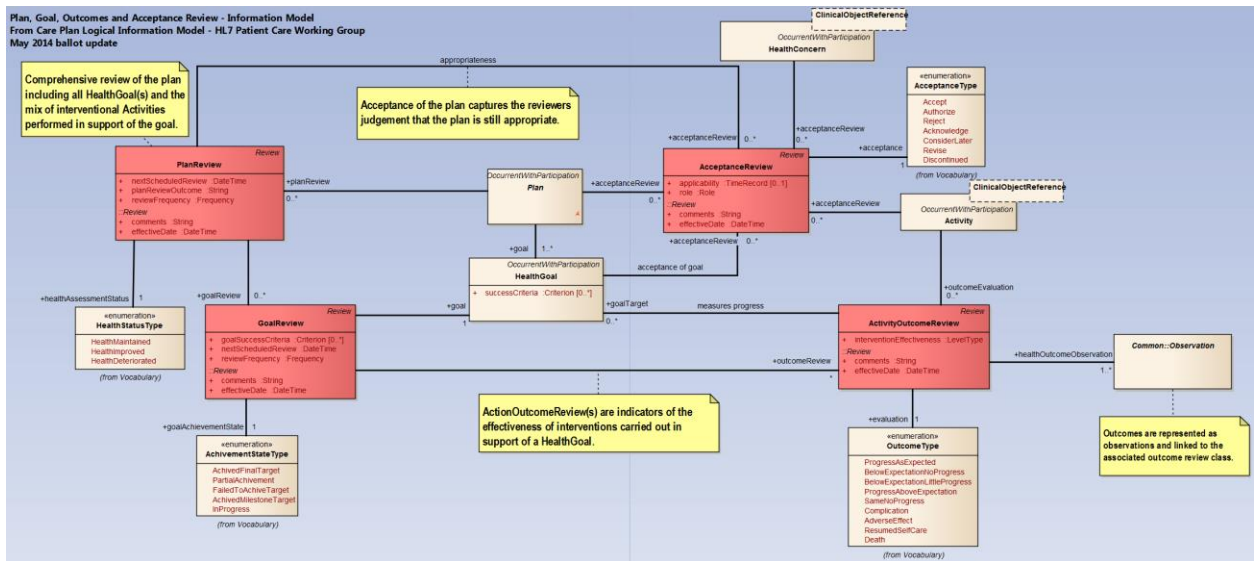 Plan, Goal, Outcomes and Acceptance Review - Information Model
From Care Plan Logical Information Model - HL7 Patient Care Working Group
May 2014 ballot update
ClinicalObjectReference
OccurrentWithParticipation
HealthConcern
appropriateness
Comprehensive review of the plan
including all HealthGoal(s) and the
mix of interventional Activities
performed in support of the goal.
Acceptance of the plan captures the reviewers
judgement that the plan is still appropriate.
«enumeration»
AcceptanceType
Accept
Authorize
Reject
Acknowledge
ConsiderLater
Revise
Discontinued
(from Vocabulary)
+acceptanceReview
0..*
+acceptanceReview
0..*
+acceptance
1
Review
PlanReview
+ nextScheduledReview :DateTime
+ planReviewOutcome :String
+ reviewFrequency :Frequency
::Review
+ comments :String
+ effectiveDate :DateTime
+planReview
0..*
OccurrentWithParticipation
Plan
+acceptanceReview
0..*
Review
AcceptanceReview
+ applicability :TimeRecord [0..1]
+ role :Role
::Review
+ comments :String
+ effectiveDate :DateTime
+acceptanceReview
0..*
ClinicalObjectReference
OccurrentWithParticipation
Activity
+acceptanceReview 0..*
acceptance of goal
+goal 1..*
OccurrentWithParticipation
HealthGoal
+ successCriteria :Criterion [0..*]
+healthAssessmentStatus 1
+goalReview 0..*
+goal
1
+goalTarget
0..*
measures progress
+outcomeEvaluation
0..*
«enumeration»
HealthStatusType
HealthMaintained
HealthImproved
HealthDeteriorated
(from Vocabulary)
Review
GoalReview
+ goalSuccessCriteria :Criterion [0..*]
+ nextScheduledReview :DateTime
+ reviewFrequency :Frequency
::Review
+ comments :String
+ effectiveDate :DateTime
Review
ActivityOutcomeReview
+ interventionEffectiveness :LevelType
::Review
+ comments :String
+ effectiveDate :DateTime
+healthOutcomeObservation
1..*
Common::Observation
+outcomeReview
*
ActionOutcomeReview(s) are indicators of the
effectiveness of interventions carried out in
support of a HealthGoal.
+goalAchievementState 1
«enumeration»
AchivementStateType
AchivedFinalTarget
PartialAchivement
FailedToAchiveTarget
AchivedMilestoneTarget
InProgress
(from Vocabulary)
+evaluation 1
«enumeration»
OutcomeType
ProgressAsExpected
BelowExpectationNoProgress
BelowExpectationLittleProgress
ProgressAboveExpectation
SameNoProgress
Complication
AdverseEffect
ResumedSelfCare
Death
(from Vocabulary)
Outcomes are represented as
observations and linked to the
associated outcome review class.